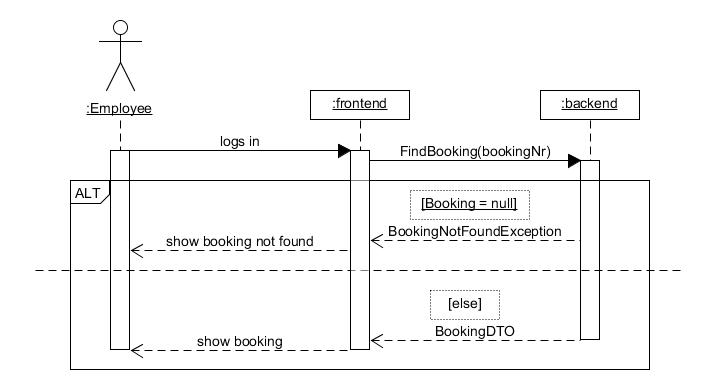 :Employee
:frontend
:backend
logs in
FindBooking(bookingNr)
ALT
[Booking = null]
BookingNotFoundException
show booking not found
[else]
BookingDTO
show booking